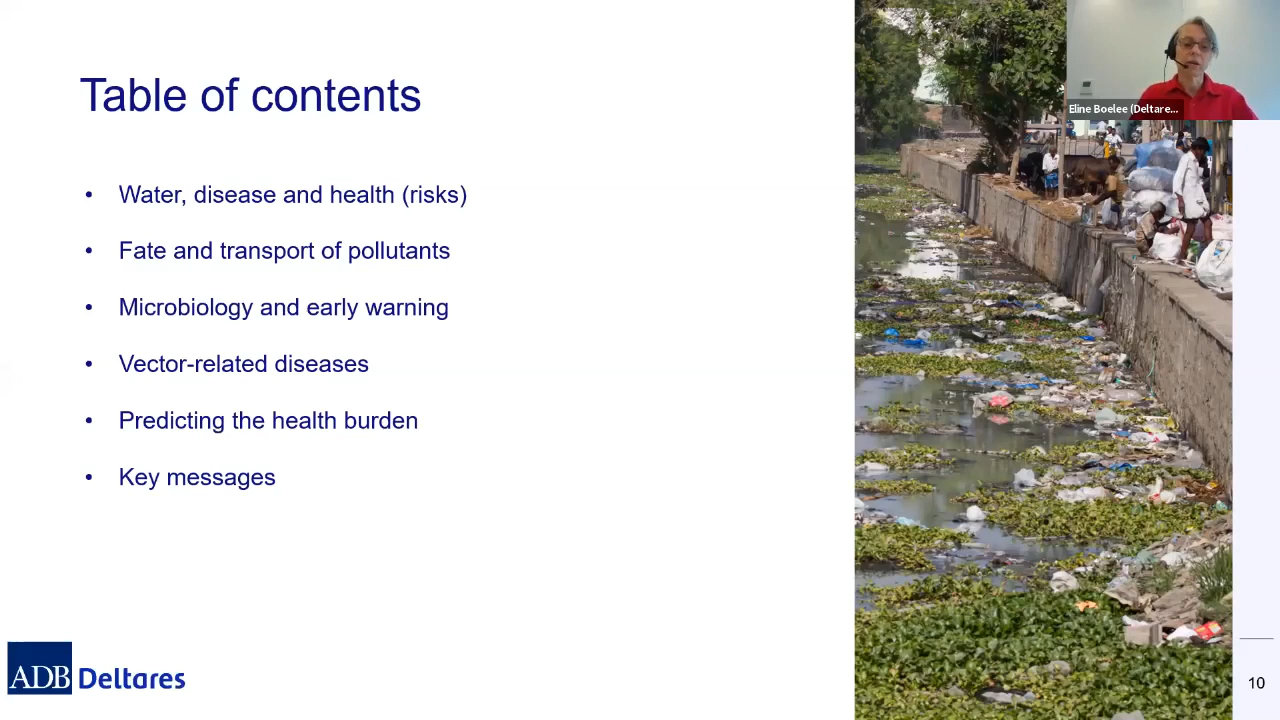 Table of contents
• Water, disease and health (risks)
• Fate and transport of pollutants
• Microbiology and early warning
• Vector-related diseases
• Predicting the health burden
• Key messages
Eline Boelee (Deltare...
ADB Deltares
10